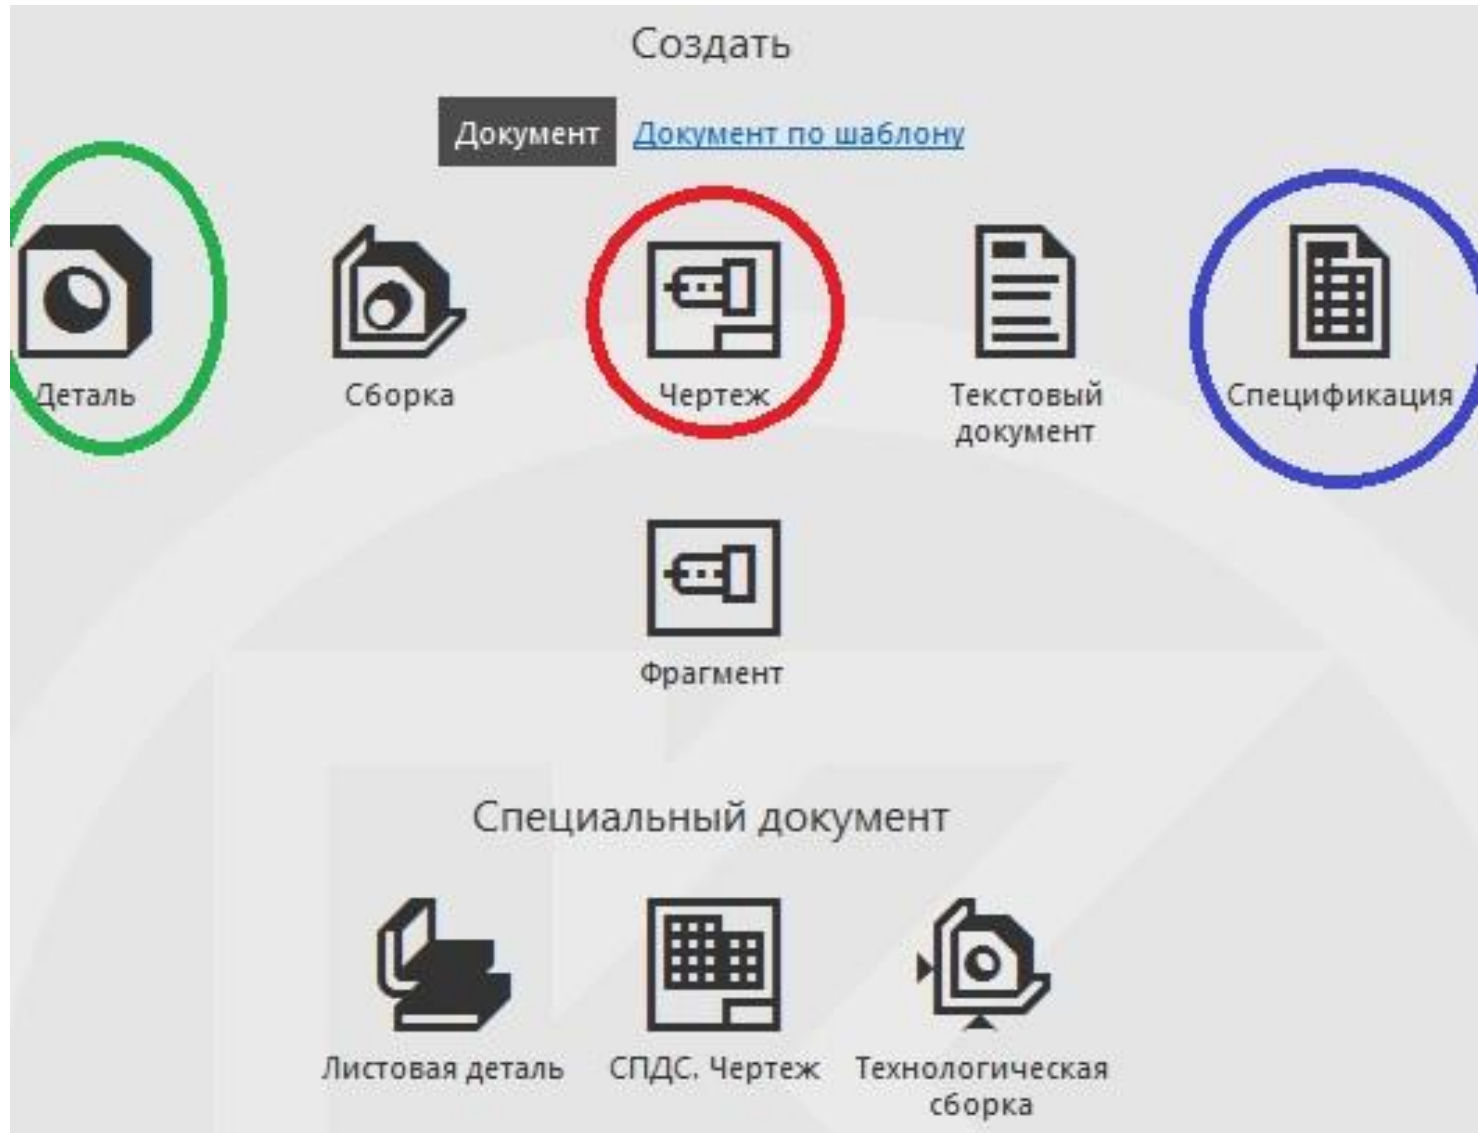 Создать
Документ Документ по шаблону
Деталь Сборка Чертеж Текстовый документ Спецификация
Фрагмент
Специальный документ
Листовая деталь СПДС. Чертеж Технологическая сборка